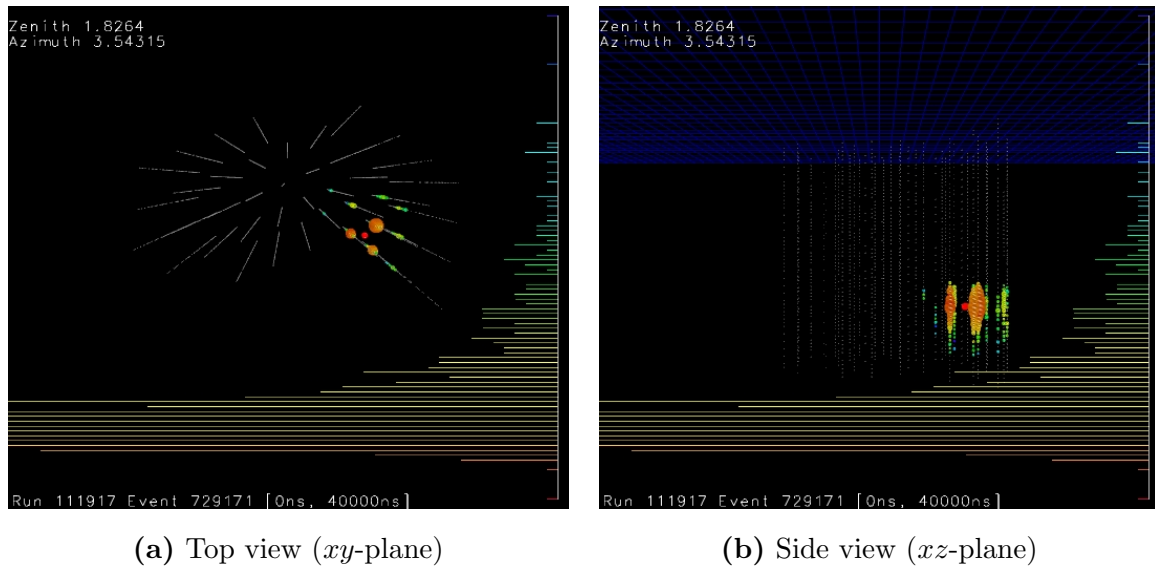 Zenith 1.8264
Azimuth 3.54315
Run 111917 Event 729171 [0ns, 40000ns]
(a) Top view (xy-plane)
Zenith 1.8264
Azimuth 3.54315
Run 111917 Event 729171 [0ns, 40000ns]
(b) Side view (xz-plane)